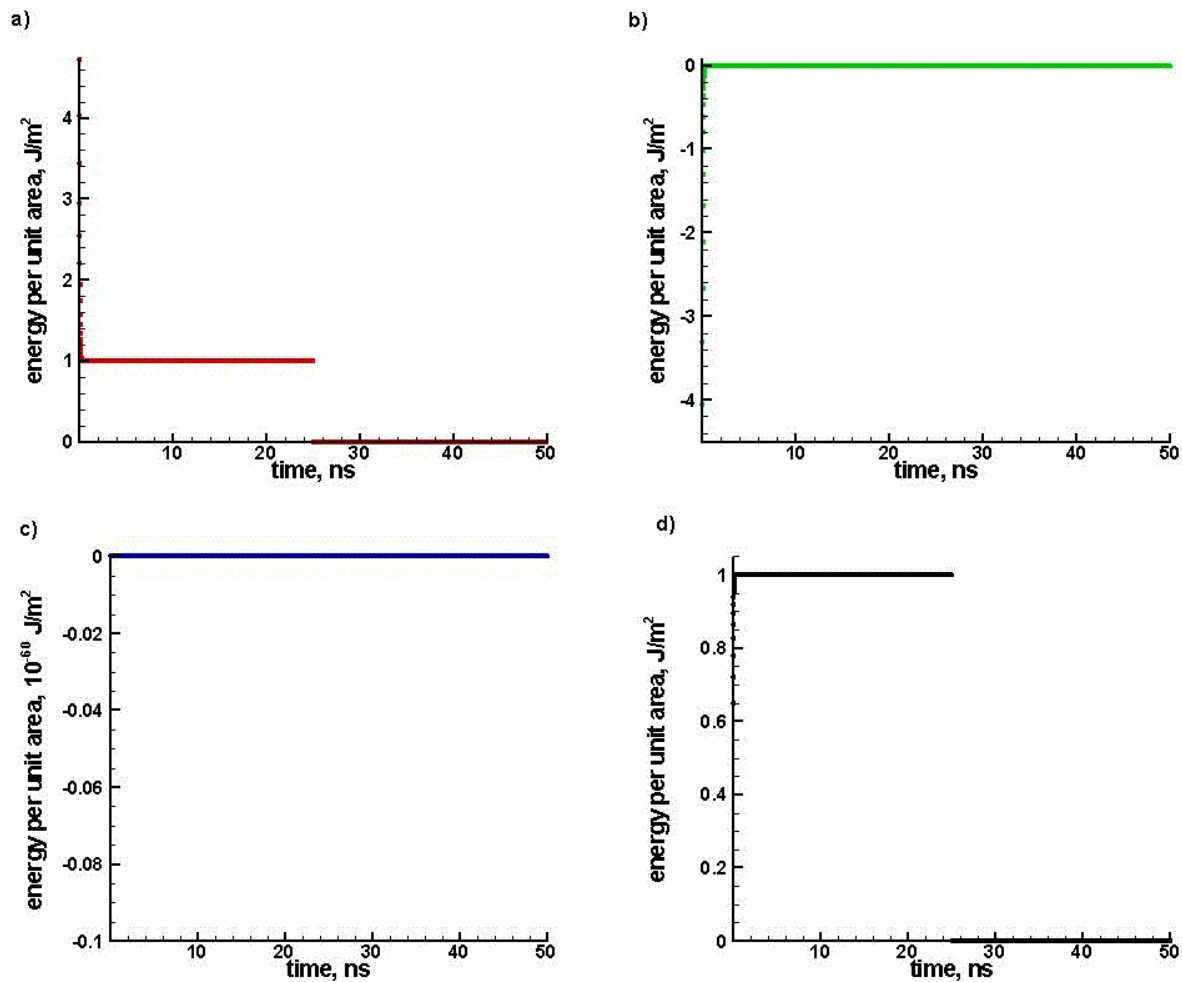 a)
energy per unit area, J/m²
4
3
2
1
0
10 20 30 40 50
time, ns
b)
energy per unit area, J/m²
0
-1
-2
-3
-4
10 20 30 40 50
time, ns
c)
energy per unit area, 10⁻⁶⁰ J/m²
0
-0.02
-0.04
-0.06
-0.08
-0.1
10 20 30 40 50
time, ns
d)
energy per unit area, J/m²
1
0.8
0.6
0.4
0.2
0
10 20 30 40 50
time, ns